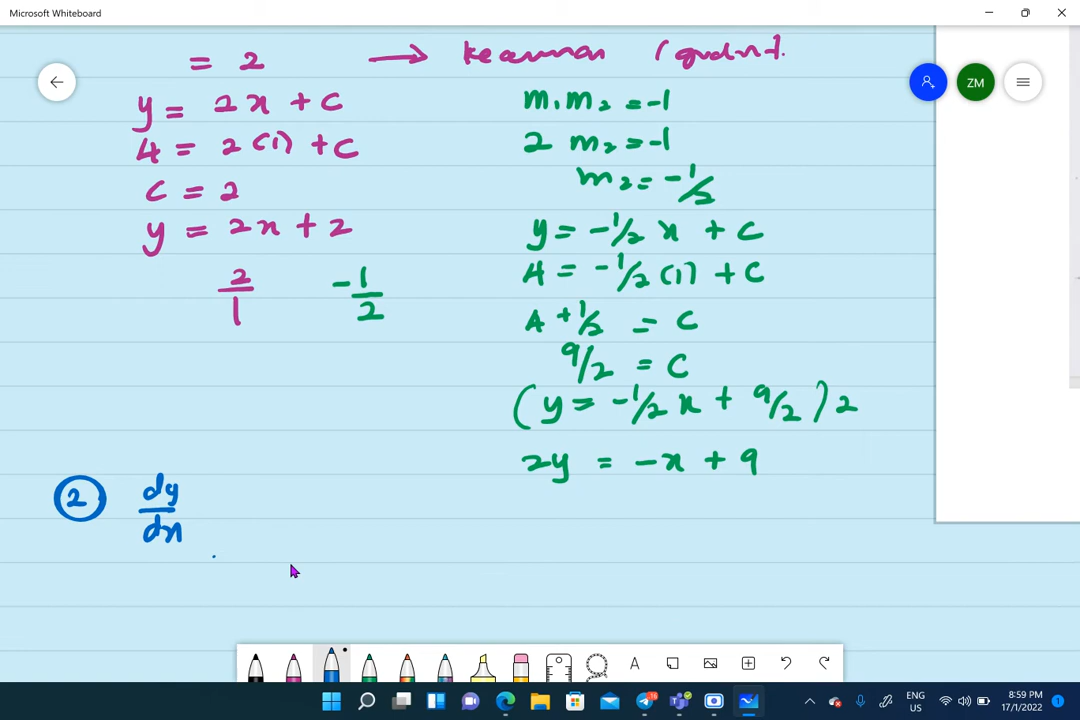 Microsoft Whiteboard
ZM
= 2 →
y = 2x + c
4 = 2 (1) + c
c = 2
y = 2x + 2
2/1 -1/2
m₁m₂ = -1
2 m₂ = -1
m₂ = -1/2
y = -1/2 x + c
4 = -1/2 (1) + c
4 + 1/2 = c
9/2 = c
(y = -1/2 x + 9/2) 2
2y = -x + 9
2 dy/dx
A
16
ENG
US
8:59 PM
17/1/2022
1